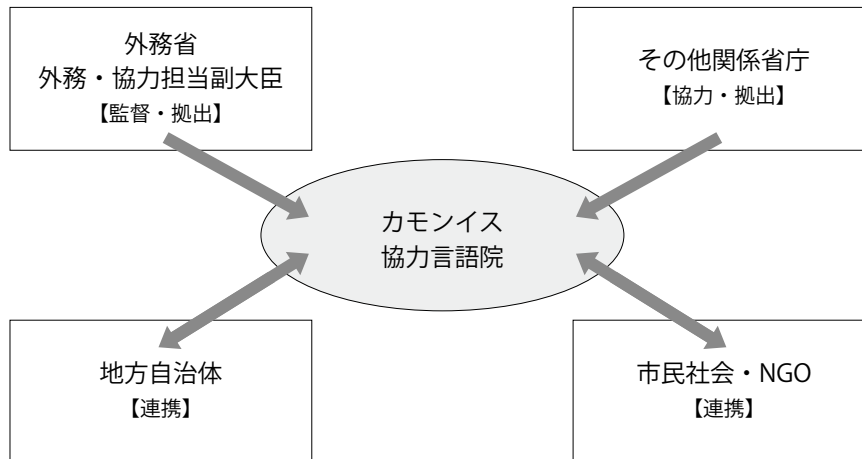 外務省
外務・協力担当副大臣
【監督・拠出】
その他関係省庁
【協力・拠出】
カモンイス
協力言語院
地方自治体
【連携】
市民社会・NGO
【連携】